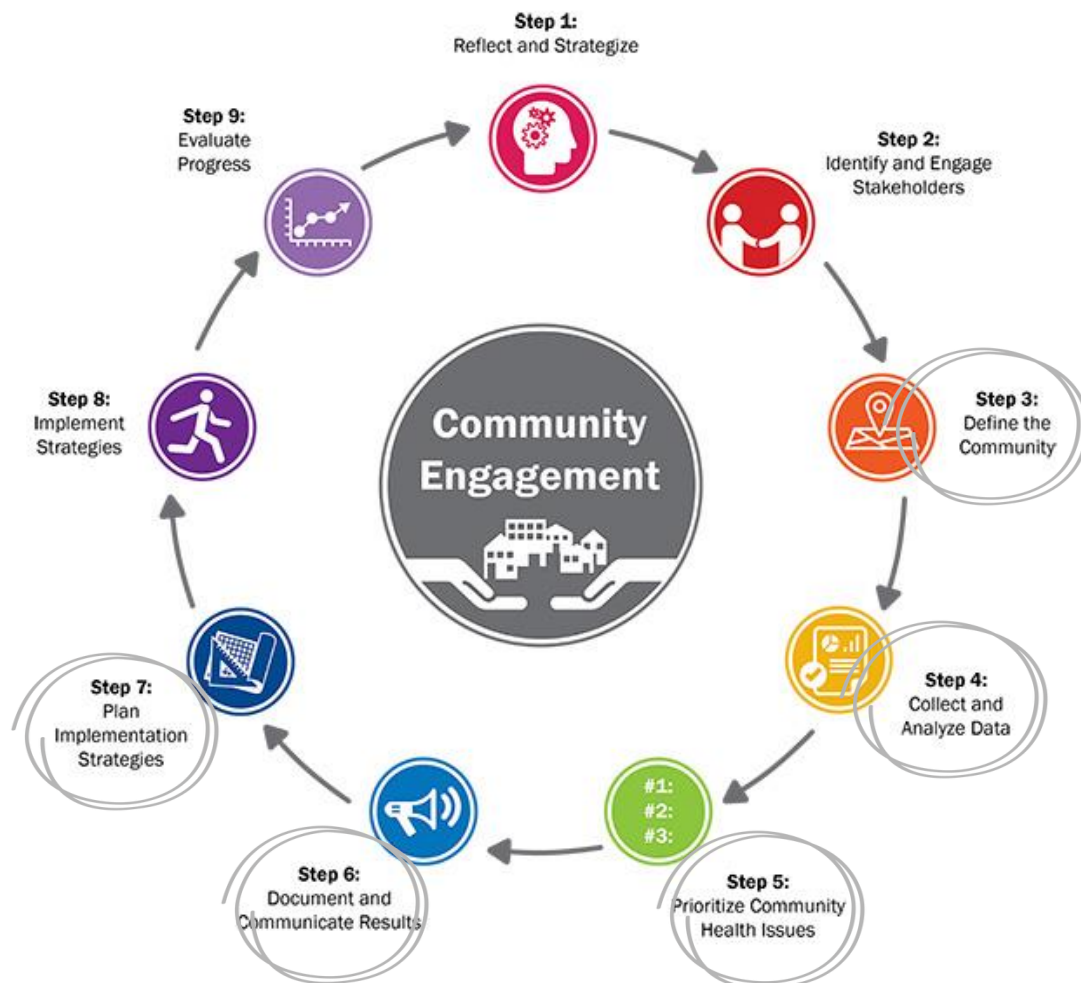 Step 1:
Reflect and Strategize
Step 2:
Identify and Engage
Stakeholders
Step 3:
Define the
Community
Step 4:
Collect and
Analyze Data
Step 5:
Prioritize Community
Health Issues
#1:
#2:
#3:
Step 6:
Document and
Communicate Results
Step 7:
Plan
Implementation
Strategies
Step 8:
Implement
Strategies
Step 9:
Evaluate
Progress
Community
Engagement